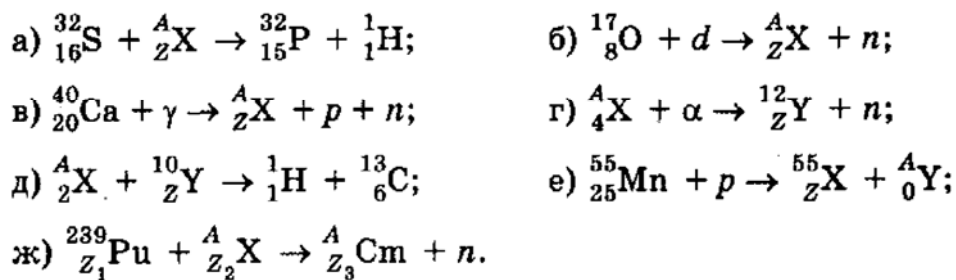 а) ³²₁₆S + ᴬ_ZX → ³²₁₅P + ¹₁H; б) ¹⁷₈O + d → ᴬ_ZX + n;
в) ⁴⁰₂₀Ca + γ → ᴬ_ZX + p + n; г) ᴬ₄X + α → ¹²_ZY + n;
д) ᴬ₂X + ¹⁰_ZY → ¹₁H + ¹³₆C; е) ⁵⁵₂₅Mn + p → ⁵⁵_ZX + ᴬ₀Y;
ж) ²³⁹_Z₁Pu + ᴬ_Z₂X → ᴬ_Z₃Cm + n.